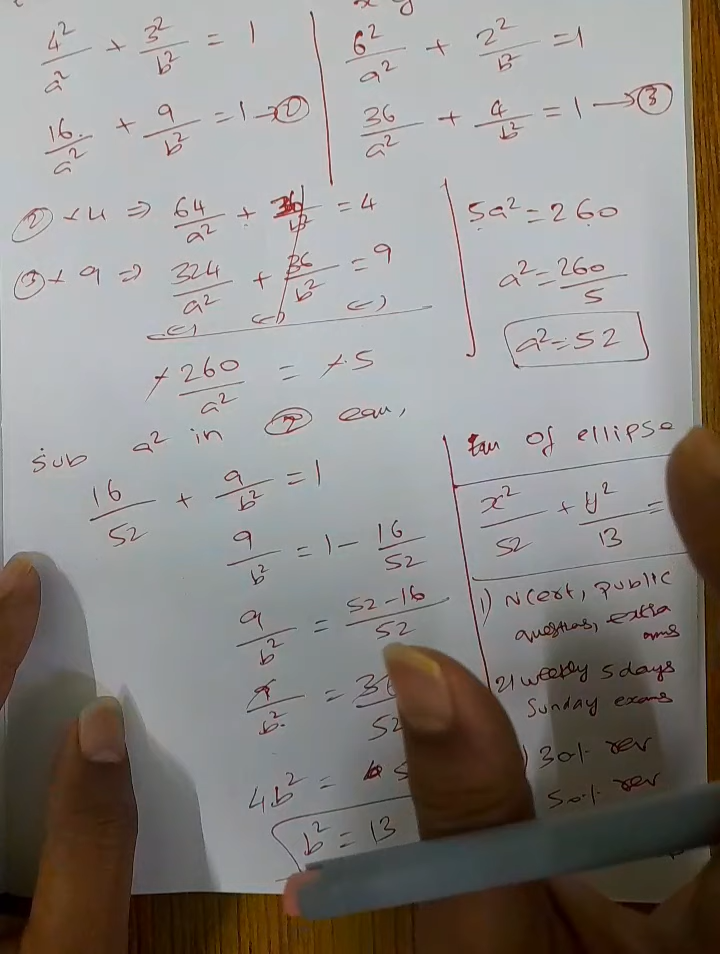 4²/a² + 3²/b² = 1
16/a² + 9/b² = 1 →②
6²/a² + 2²/b² = 1
36/a² + 4/b² = 1 → ③
② × 4 ⇒ 64/a² + 36/b² = 4
③ × 9 ⇒ 324/a² + 36/b² = 9
(-) (-) (-)
-260/a² = -5
5a² = 260
a² = 260/5
a² = 52
Sub a² in ② eqn,
16/52 + 9/b² = 1
9/b² = 1 - 16/52
9/b² = 52-16/52
9/b² = 36/52
4b² =
b² = 13
of ellipse
x²/52 + y²/13 =
1) NCert, public
questions, extra
2) weekly 5 days
Sunday exams
30% rev
50% rev